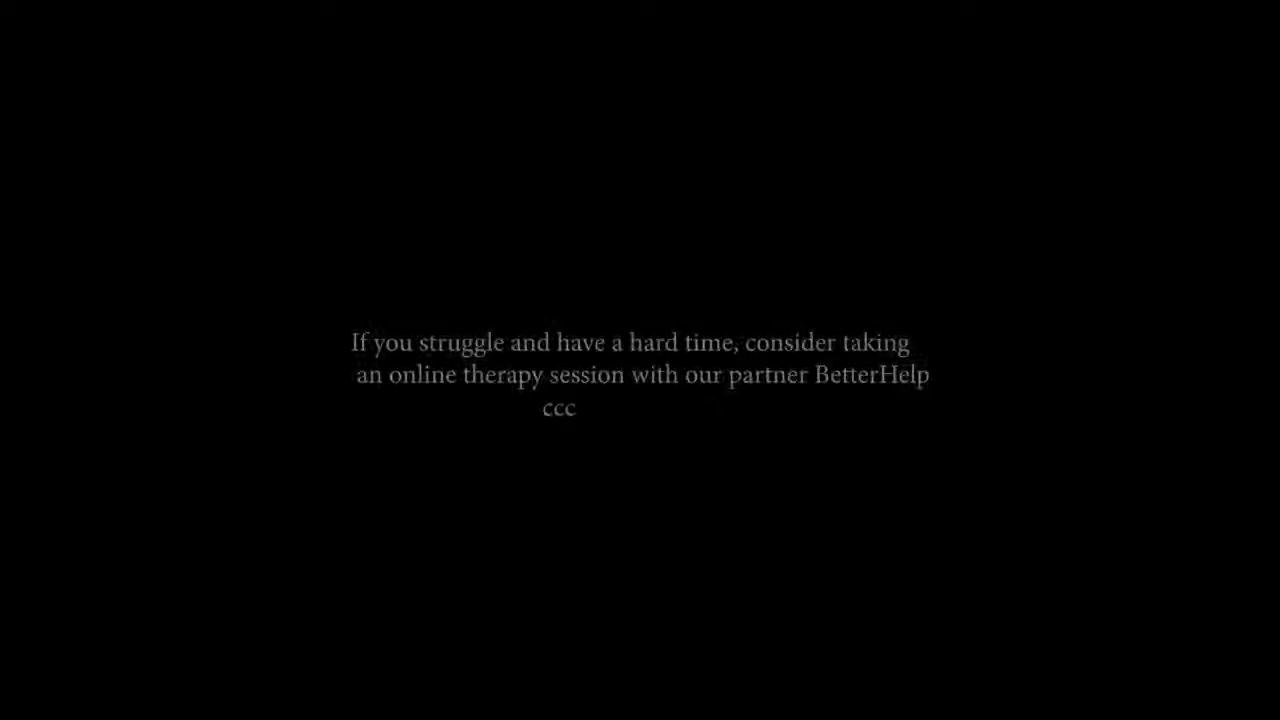 If you struggle and have a hard time, consider taking
an online therapy session with our partner BetterHelp
ccc